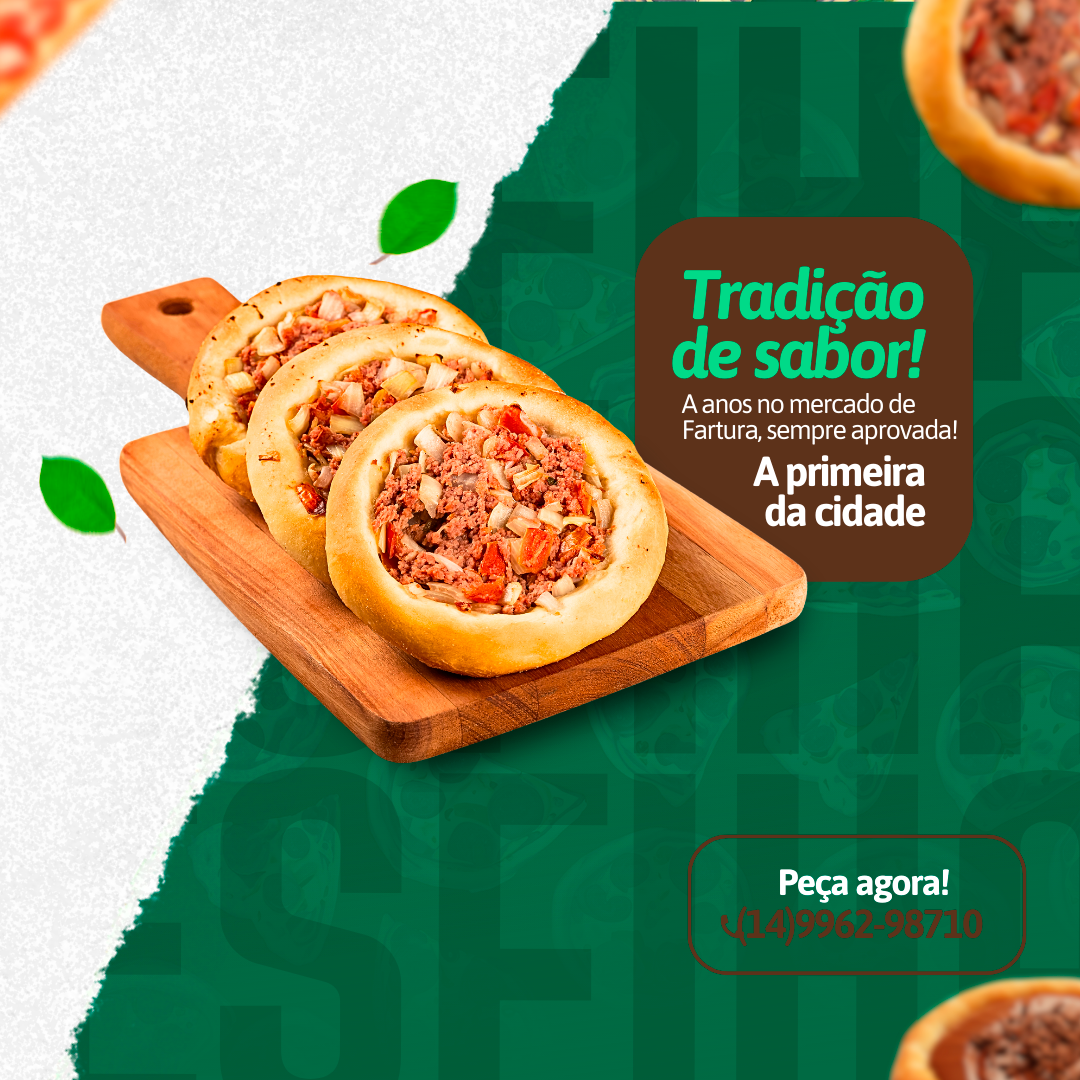 Tradição
de sabor!
A anos no mercado de
Fartura, sempre aprovada!
A primeira
da cidade
Peça agora!
(14)9962-98710